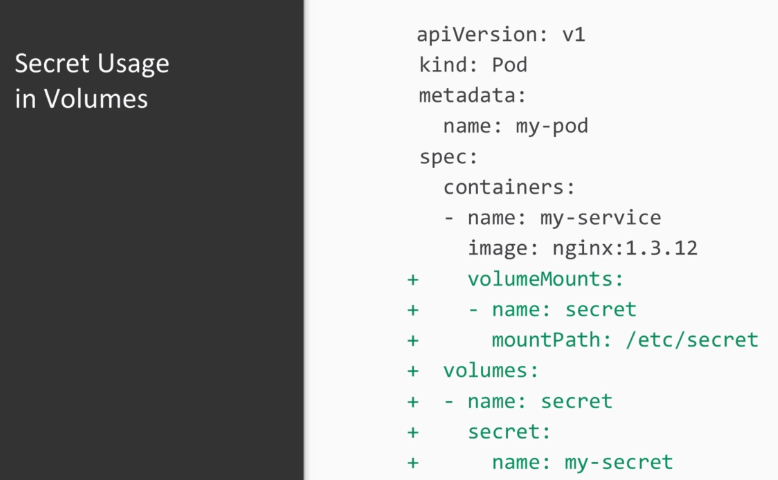 Secret Usage
in Volumes
apiVersion: v1
kind: Pod
metadata:
  name: my-pod
spec:
  containers:
  - name: my-service
    image: nginx:1.3.12
+    volumeMounts:
+    - name: secret
+      mountPath: /etc/secret
+  volumes:
+  - name: secret
+    secret:
+      name: my-secret